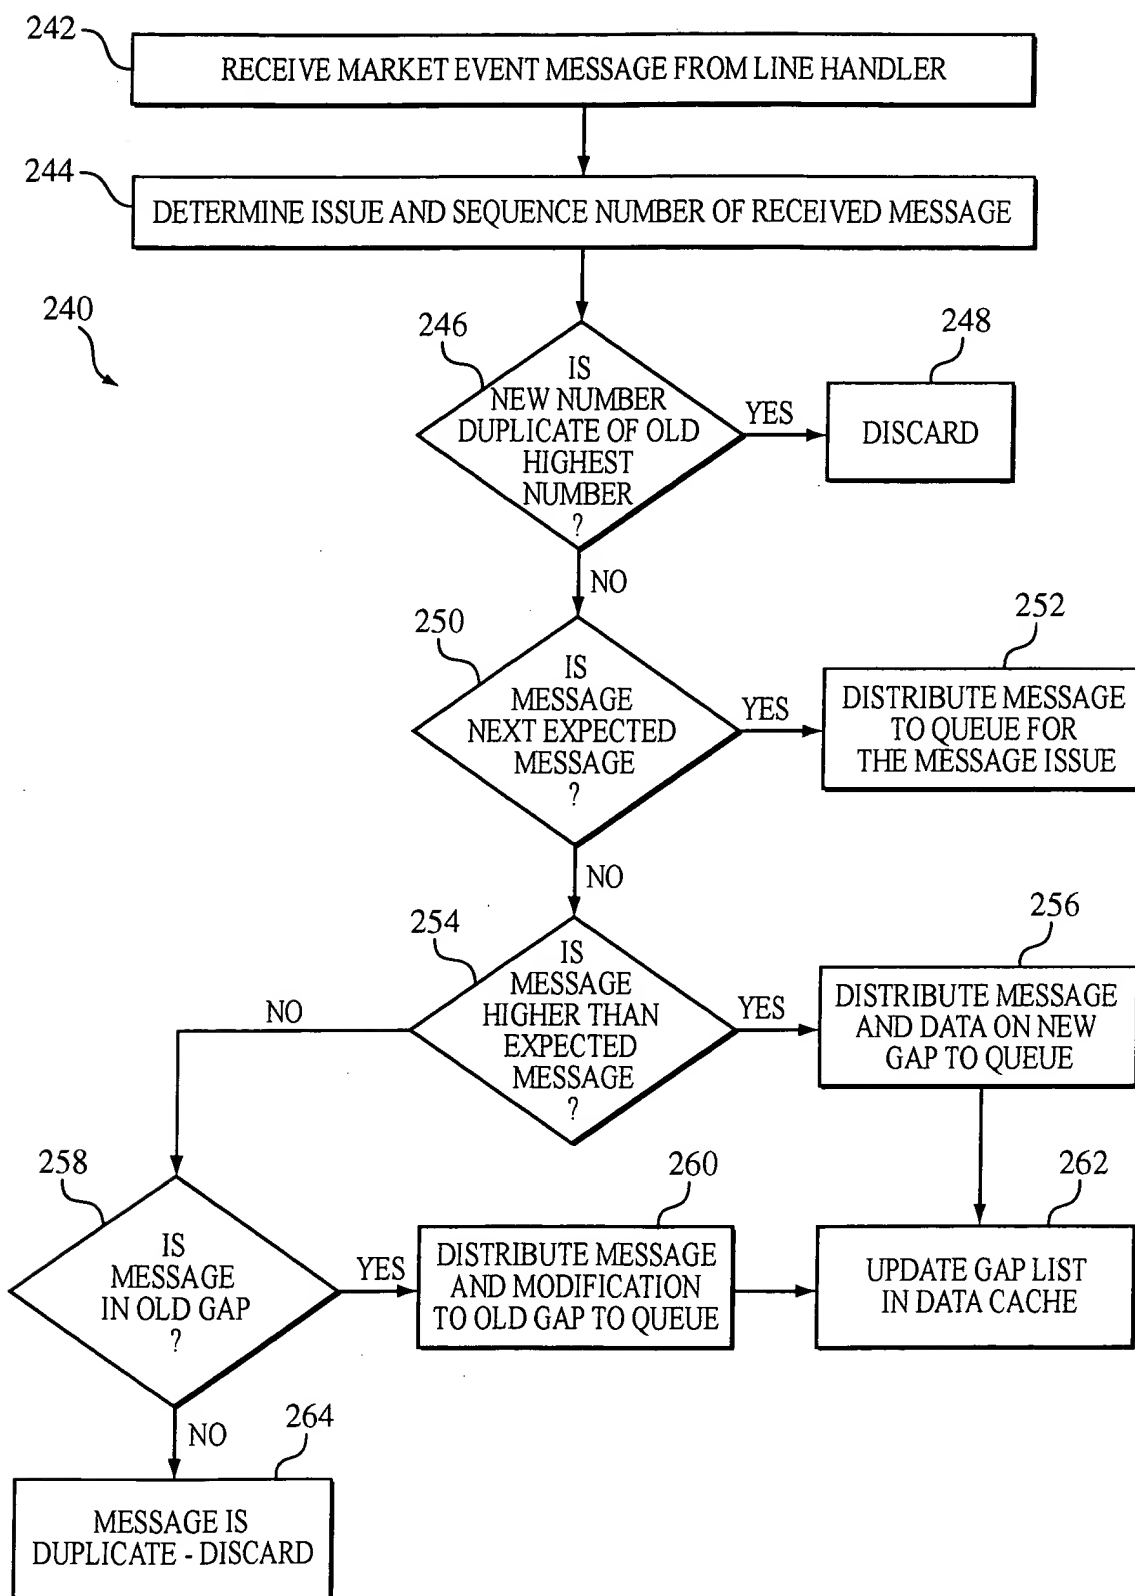 242
RECEIVE MARKET EVENT MESSAGE FROM LINE HANDLER
244
DETERMINE ISSUE AND SEQUENCE NUMBER OF RECEIVED MESSAGE
240
246
IS
NEW NUMBER
DUPLICATE OF OLD
HIGHEST
NUMBER
?
YES
248
DISCARD
NO
250
IS
MESSAGE
NEXT EXPECTED
MESSAGE
?
YES
252
DISTRIBUTE MESSAGE
TO QUEUE FOR
THE MESSAGE ISSUE
NO
254
IS
MESSAGE
HIGHER THAN
EXPECTED
MESSAGE
?
YES
256
DISTRIBUTE MESSAGE
AND DATA ON NEW
GAP TO QUEUE
NO
258
IS
MESSAGE
IN OLD GAP
?
YES
260
DISTRIBUTE MESSAGE
AND MODIFICATION
TO OLD GAP TO QUEUE
262
UPDATE GAP LIST
IN DATA CACHE
NO
264
MESSAGE IS
DUPLICATE - DISCARD